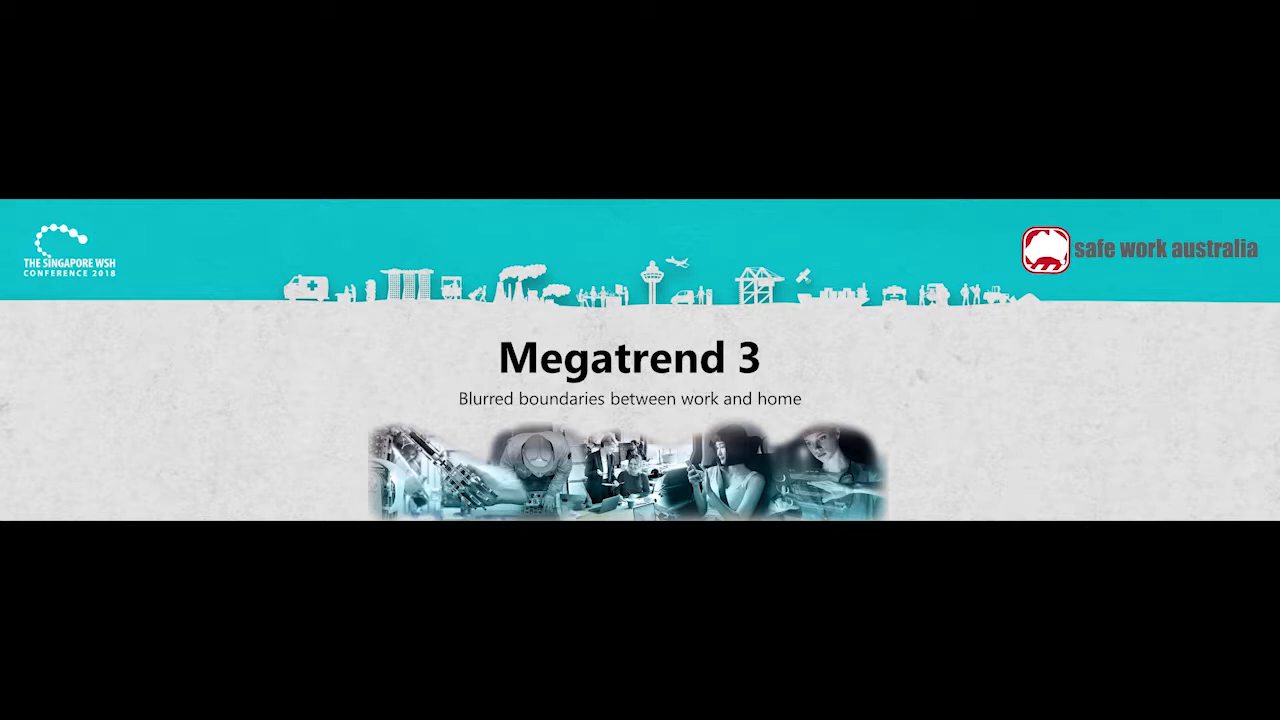 THE SINGAPORE WSH
CONFERENCE 2018
safe work australia
Megatrend 3
Blurred boundaries between work and home